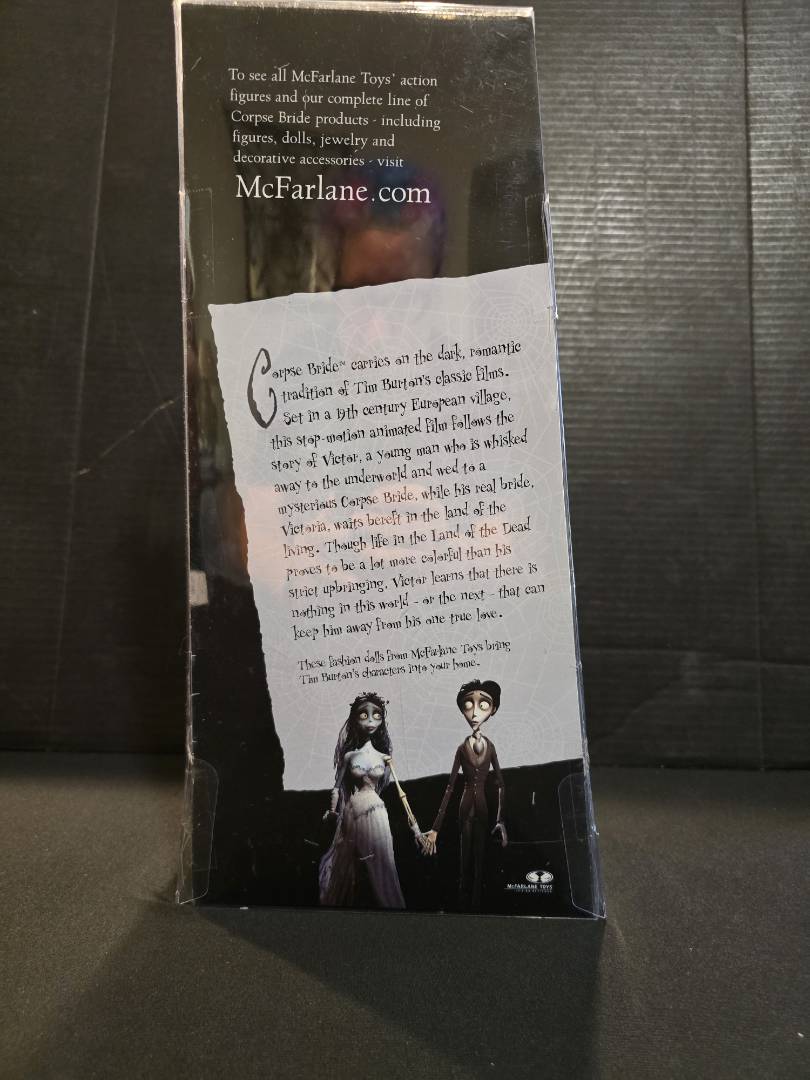 To see all McFarlane Toys' action
figures and our complete line of
Corpse Bride products - including
figures, dolls, jewelry and
decorative accessories - visit
McFarlane.com
Corpse Bride™ carries on the dark, romantic
tradition of Tim Burton's classic films.
Set in a 19th century European village,
this stop-motion animated film follows the
story of Victor, a young man who is whisked
away to the underworld and wed to a
mysterious Corpse Bride, while his real bride,
Victoria, waits bereft in the land of the
living. Though life in the Land of the Dead
proves to be a lot more colorful than his
strict upbringing, Victor learns that there is
nothing in this world - or the next - that can
keep him away from his one true love.
These fashion dolls from McFarlane Toys bring
Tim Burton's characters into your home.
McFARLANE TOYS